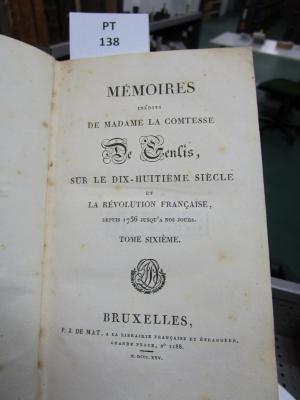 PT
138
MÉMOIRES
INÉDITS
DE MADAME LA COMTESSE
De Genlis,
SUR LE DIX-HUITIÈME SIÈCLE
ET
LA RÉVOLUTION FRANÇAISE,
DEPUIS 1756 JUSQU'A NOS JOURS.
TOME SIXIÈME.
BRUXELLES,
P. J. DE MAT, A LA LIBRAIRIE FRANÇAISE ET ÉTRANGÈRE,
GRANDE PLACE, Nº 1188.
M. DCCC. XXV.